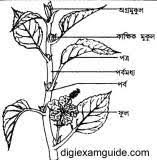 অগ্রমুকুল
কাক্ষিক মুকুল
পত্র
পর্বমধ্য
পর্ব
ফুল
digiexamguide.com